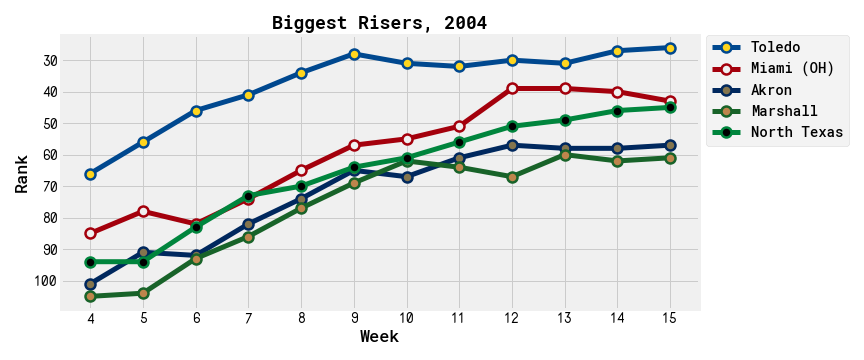 Biggest Risers, 2004
Rank
30
40
50
60
70
80
90
100
4 5 6 7 8 9 10 11 12 13 14 15
Week
Toledo
Miami (OH)
Akron
Marshall
North Texas